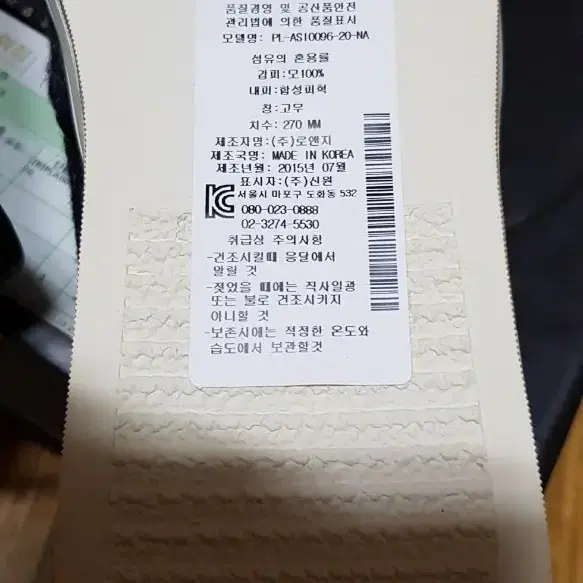 품질경영 및 공산품안전
관리법에 의한 품질표시
모델명: PL-AS10096-20-NA
섬유의 혼용률
겉피:모100%
내피:합성피혁
창:고무
치수: 270 MM
제조자명:(주)로앤지
제조국명: MADE IN KOREA
제조년월: 2015년 07월
표시자:(주)신원
서울시 마포구 도화동 532
080-023-0888
02-3274-5530
취급상 주의사항
-건조시킬때 응달에서
말릴 것
-젖었을 때에는 직사일광
또는 불로 건조시키지
아니할 것
-보존시에는 적정한 온도와
습도에서 보관할것